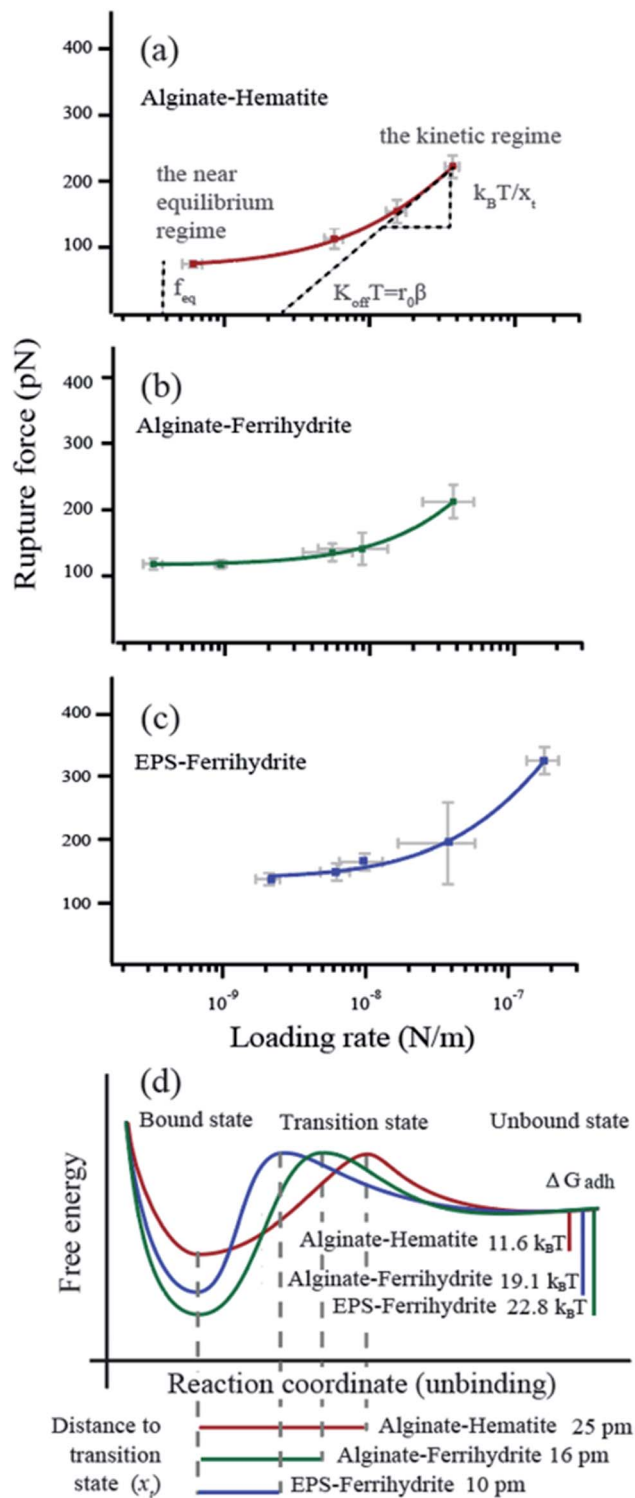 (a)
Alginate-Hematite
the kinetic regime
the near
equilibrium
regime
k_BT/x_t
f_eq
K_offT=r_0β
400
300
200
100
Rupture force (pN)
(b)
Alginate-Ferrihydrite
400
300
200
100
(c)
EPS-Ferrihydrite
400
300
200
100
10⁻⁹
10⁻⁸
10⁻⁷
Loading rate (N/m)
(d)
Bound state
Transition state
Unbound state
Free energy
ΔG adh
Alginate-Hematite 11.6 k_BT
Alginate-Ferrihydrite 19.1 k_BT
EPS-Ferrihydrite 22.8 k_BT
Reaction coordinate (unbinding)
Distance to
transition
state (x_t)
Alginate-Hematite 25 pm
Alginate-Ferrihydrite 16 pm
EPS-Ferrihydrite 10 pm